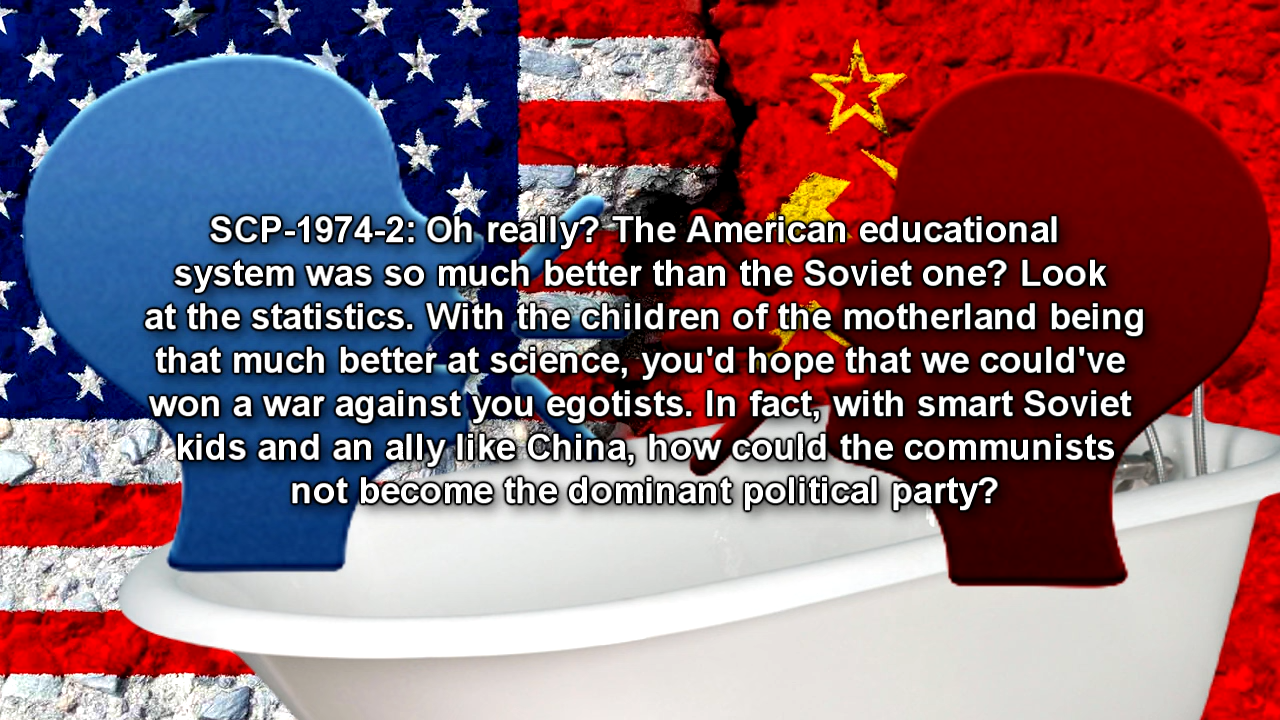 SCP-1974-2: Oh really? The American educational
system was so much better than the Soviet one? Look
at the statistics. With the children of the motherland being
that much better at science, you'd hope that we could've
won a war against you egotists. In fact, with smart Soviet
kids and an ally like China, how could the communists
not become the dominant political party?